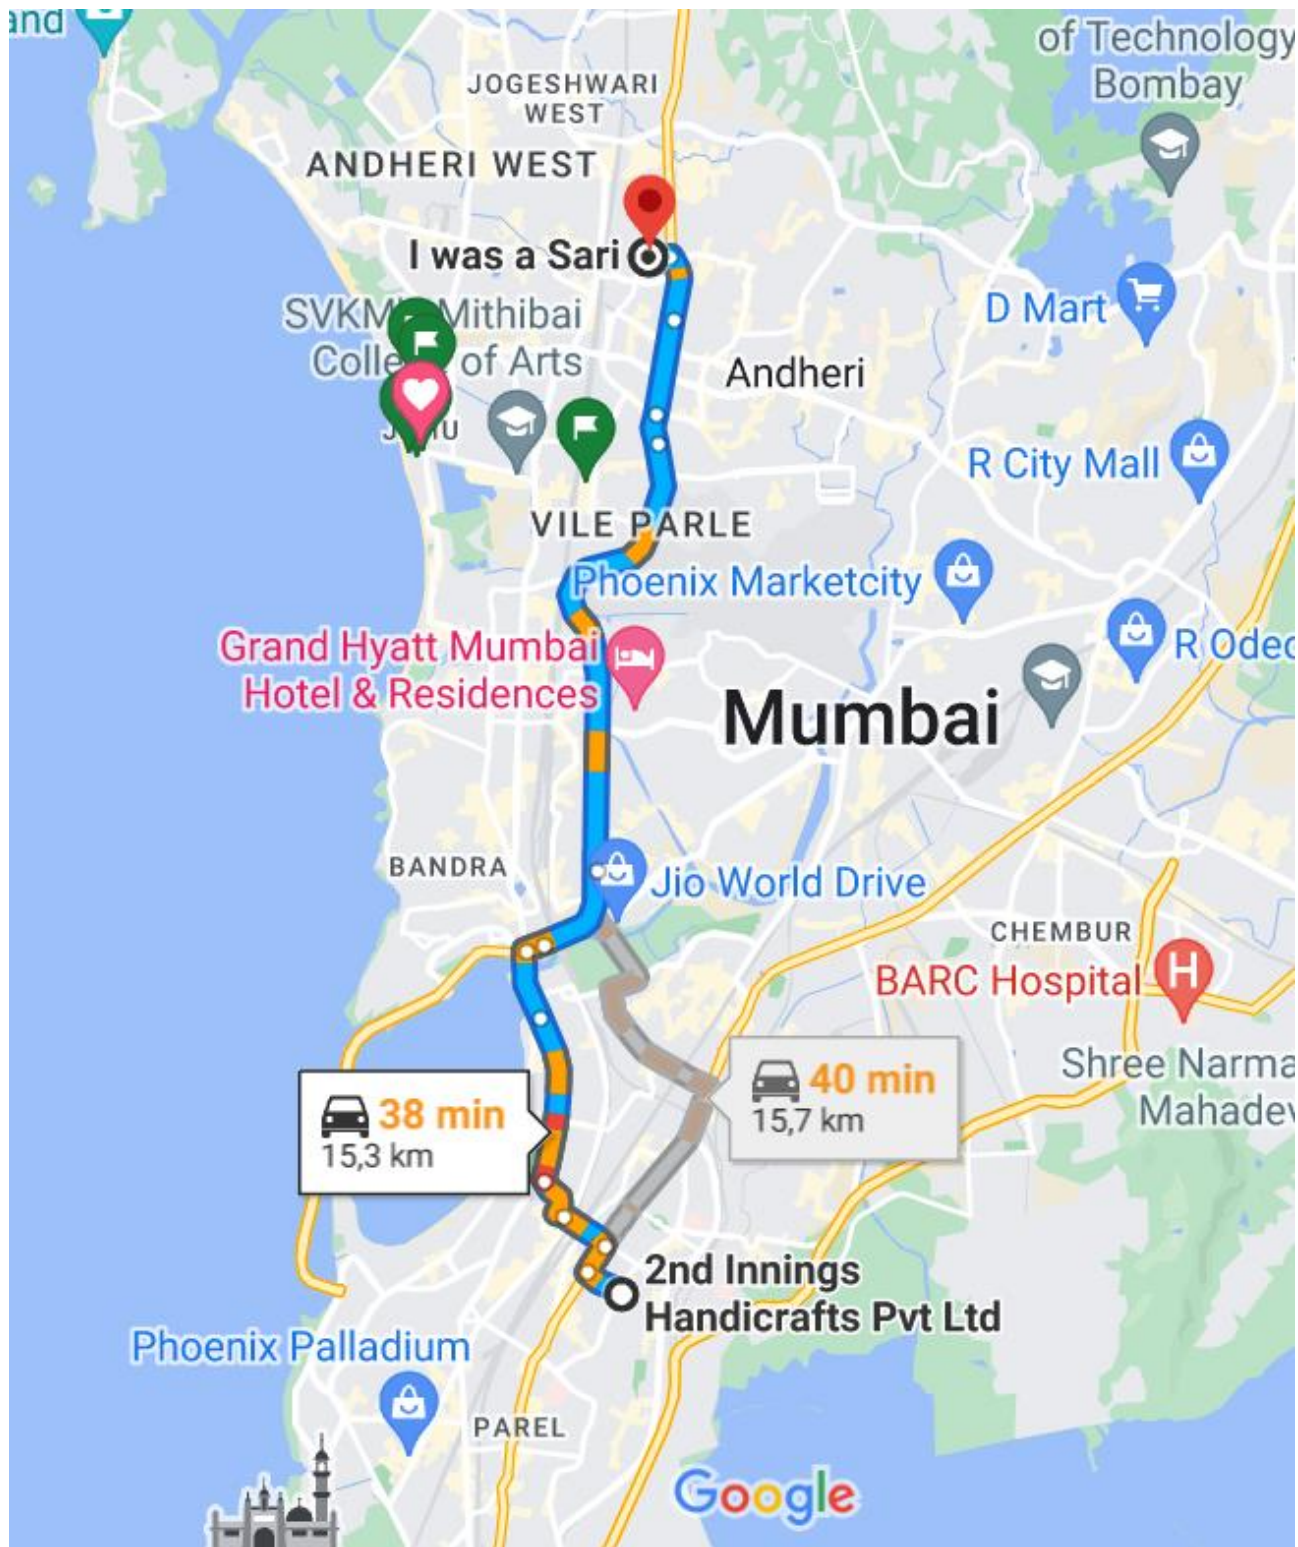 and
of Technology
Bombay
JOGESHWARI
WEST
ANDHERI WEST
I was a Sari
SVKM
Mithibai
of Arts
D Mart
Andheri
R City Mall
VILE PARLE
Phoenix Marketcity
Grand Hyatt Mumbai
Hotel & Residences
R Odeo
Mumbai
BANDRA
Jio World Drive
CHEMBUR
BARC Hospital
H
Shree Narma
Mahadev
38 min
15,3 km
40 min
15,7 km
2nd Innings
Handicrafts Pvt Ltd
Phoenix Palladium
PAREL
Google